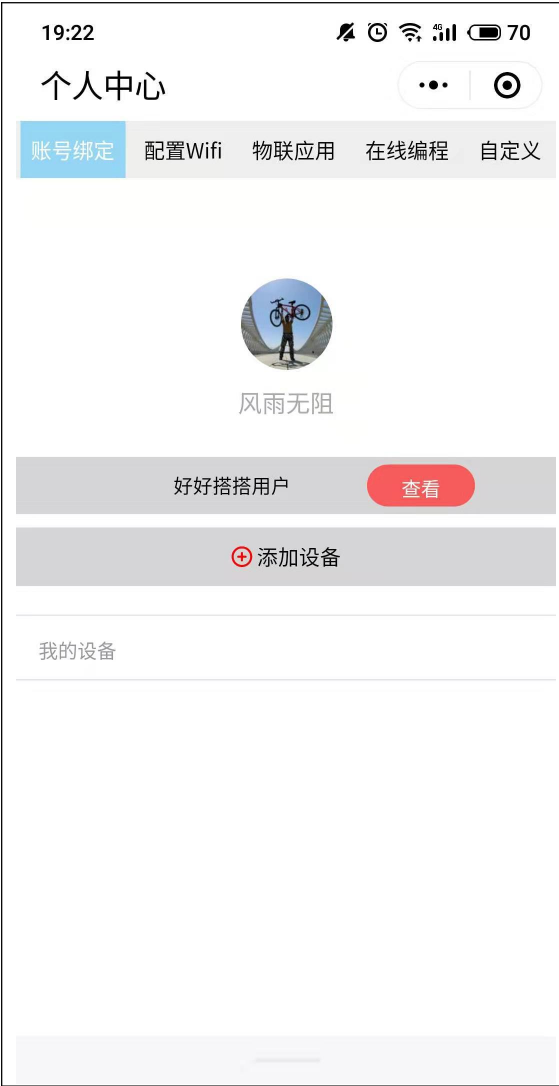 19:22 4G 70
个人中心
账号绑定 配置Wifi 物联应用 在线编程 自定义
风雨无阻
好好搭搭用户 查看
添加设备
我的设备